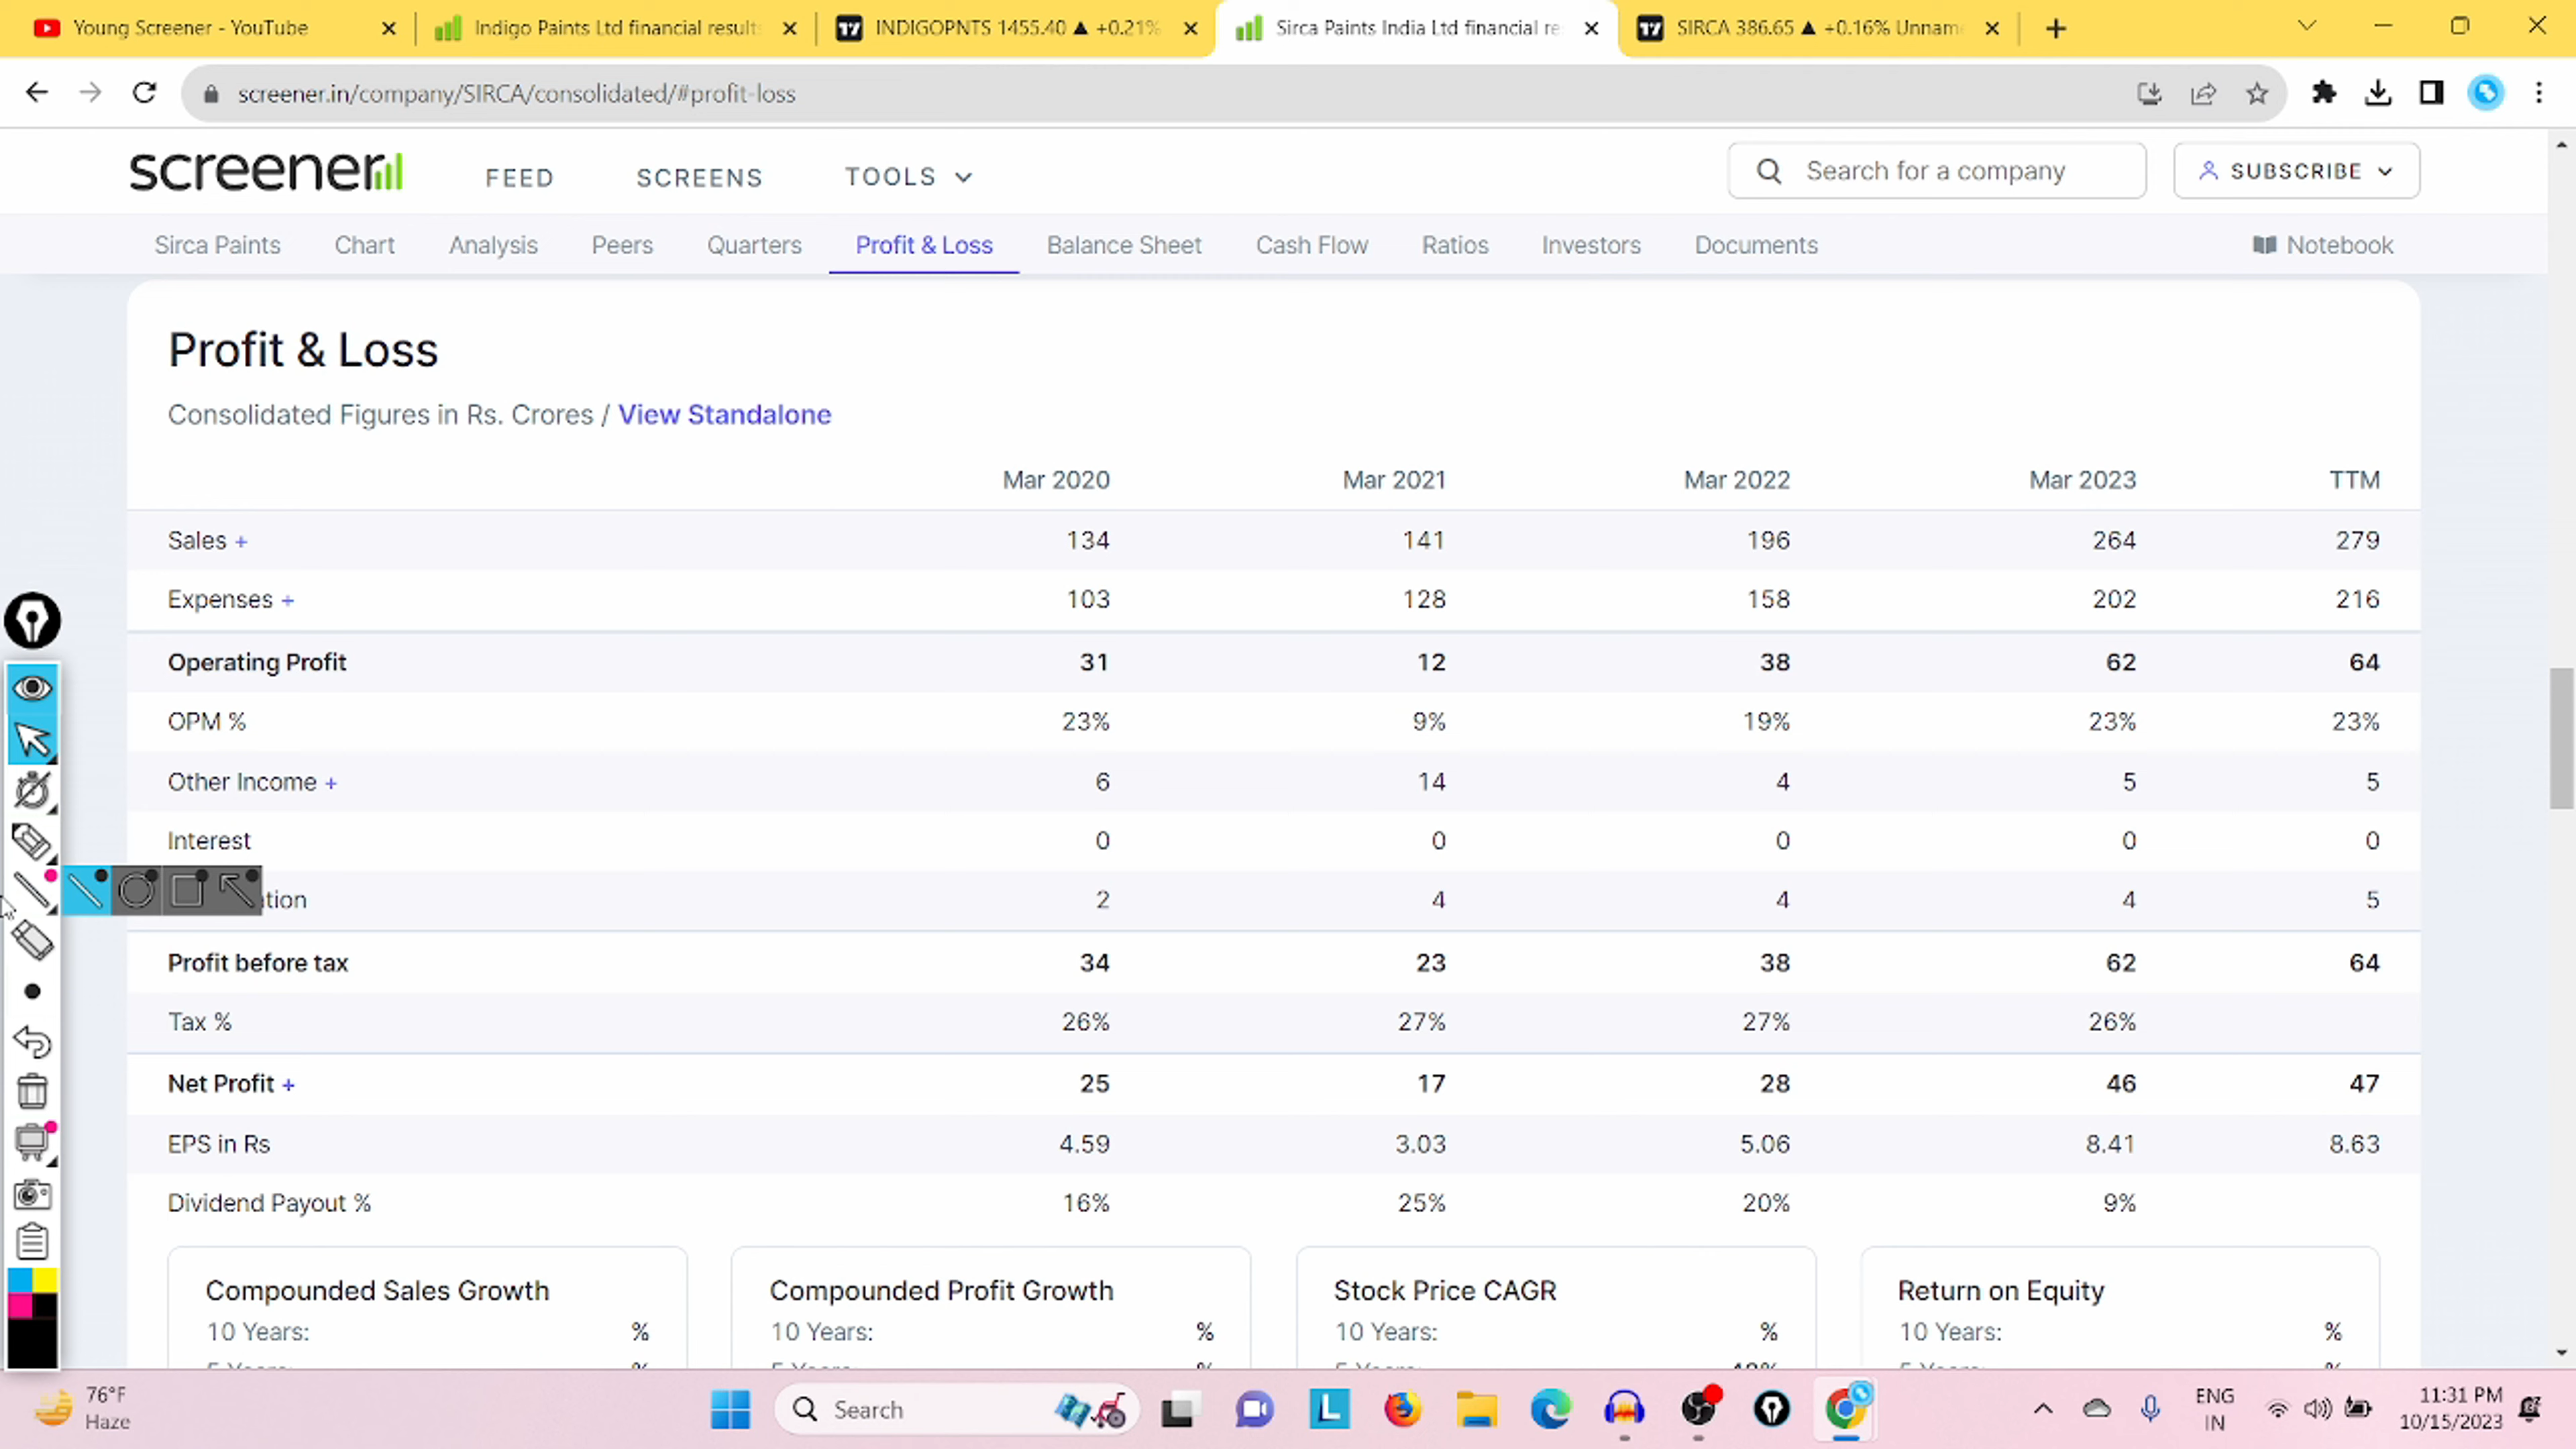 Young Screener - YouTube
Indigo Paints Ltd financial results
INDIGOPNTS 1455.40 ▲ +0.21%
Sirca Paints India Ltd financial re
SIRCA 386.65 ▲ +0.16% Unnam
screener.in/company/SIRCA/consolidated/#profit-loss
screener
FEED SCREENS TOOLS
Search for a company
SUBSCRIBE
Sirca Paints Chart Analysis Peers Quarters Profit & Loss Balance Sheet Cash Flow Ratios Investors Documents Notebook
Profit & Loss
Consolidated Figures in Rs. Crores / View Standalone
Mar 2020 Mar 2021 Mar 2022 Mar 2023 TTM
Sales + 134 141 196 264 279
Expenses + 103 128 158 202 216
Operating Profit 31 12 38 62 64
OPM % 23% 9% 19% 23% 23%
Other Income + 6 14 4 5 5
Interest 0 0 0 0 0
tion 2 4 4 4 5
Profit before tax 34 23 38 62 64
Tax % 26% 27% 27% 26%
Net Profit + 25 17 28 46 47
EPS in Rs 4.59 3.03 5.06 8.41 8.63
Dividend Payout % 16% 25% 20% 9%
Compounded Sales Growth
10 Years: %
Compounded Profit Growth
10 Years: %
Stock Price CAGR
10 Years: %
Return on Equity
10 Years: %
76°F
Haze
Search
L
ENG
IN
11:31 PM
10/15/2023